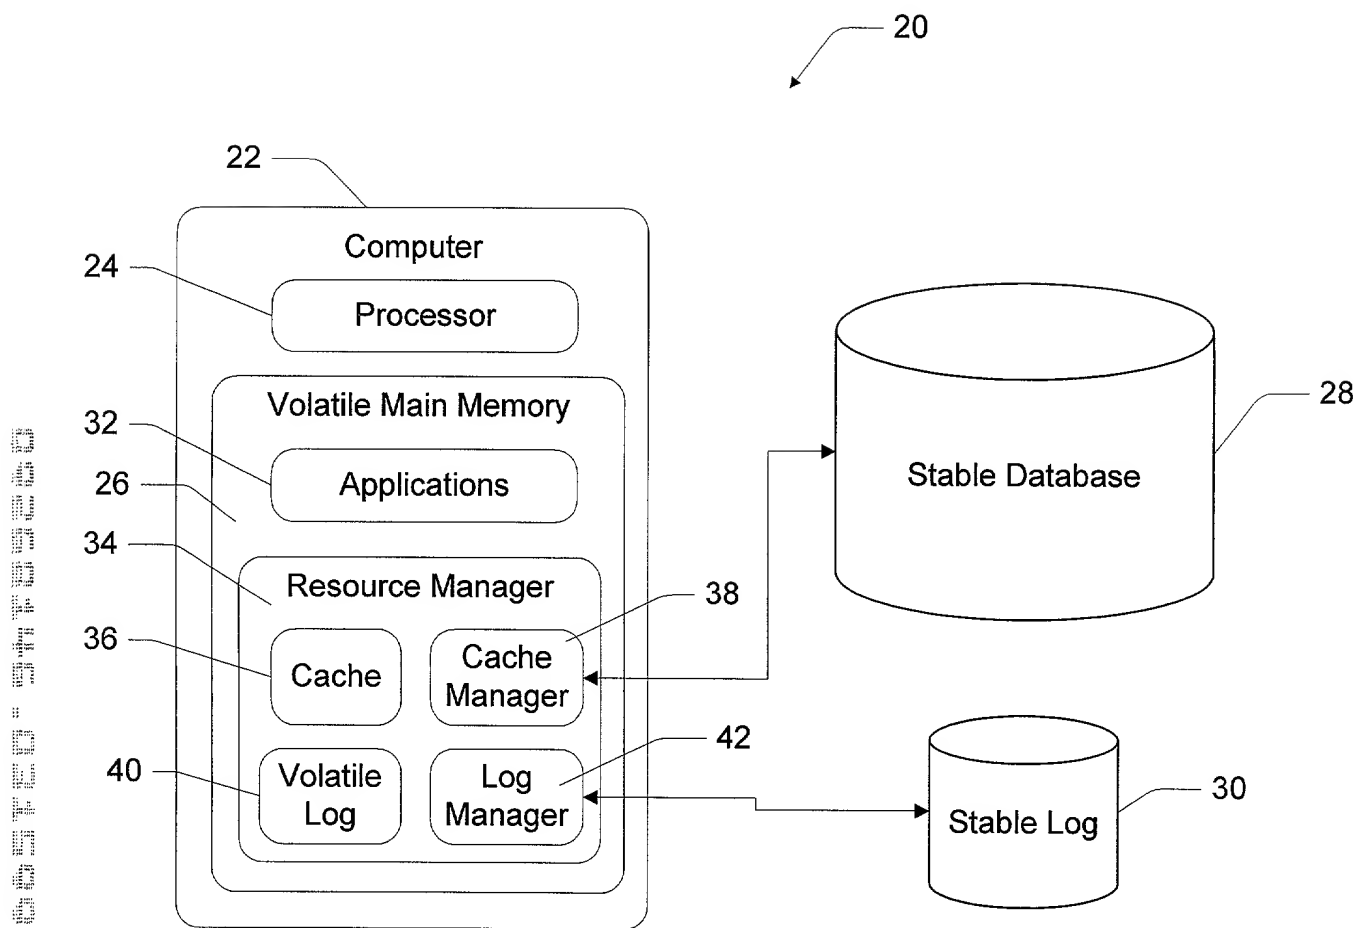 20
22
Computer
24
Processor
Volatile Main Memory
32
Applications
26
34
Resource Manager
38
36
Cache
Cache
Manager
40
Volatile
Log
Log
Manager
42
Stable Database
28
Stable Log
30